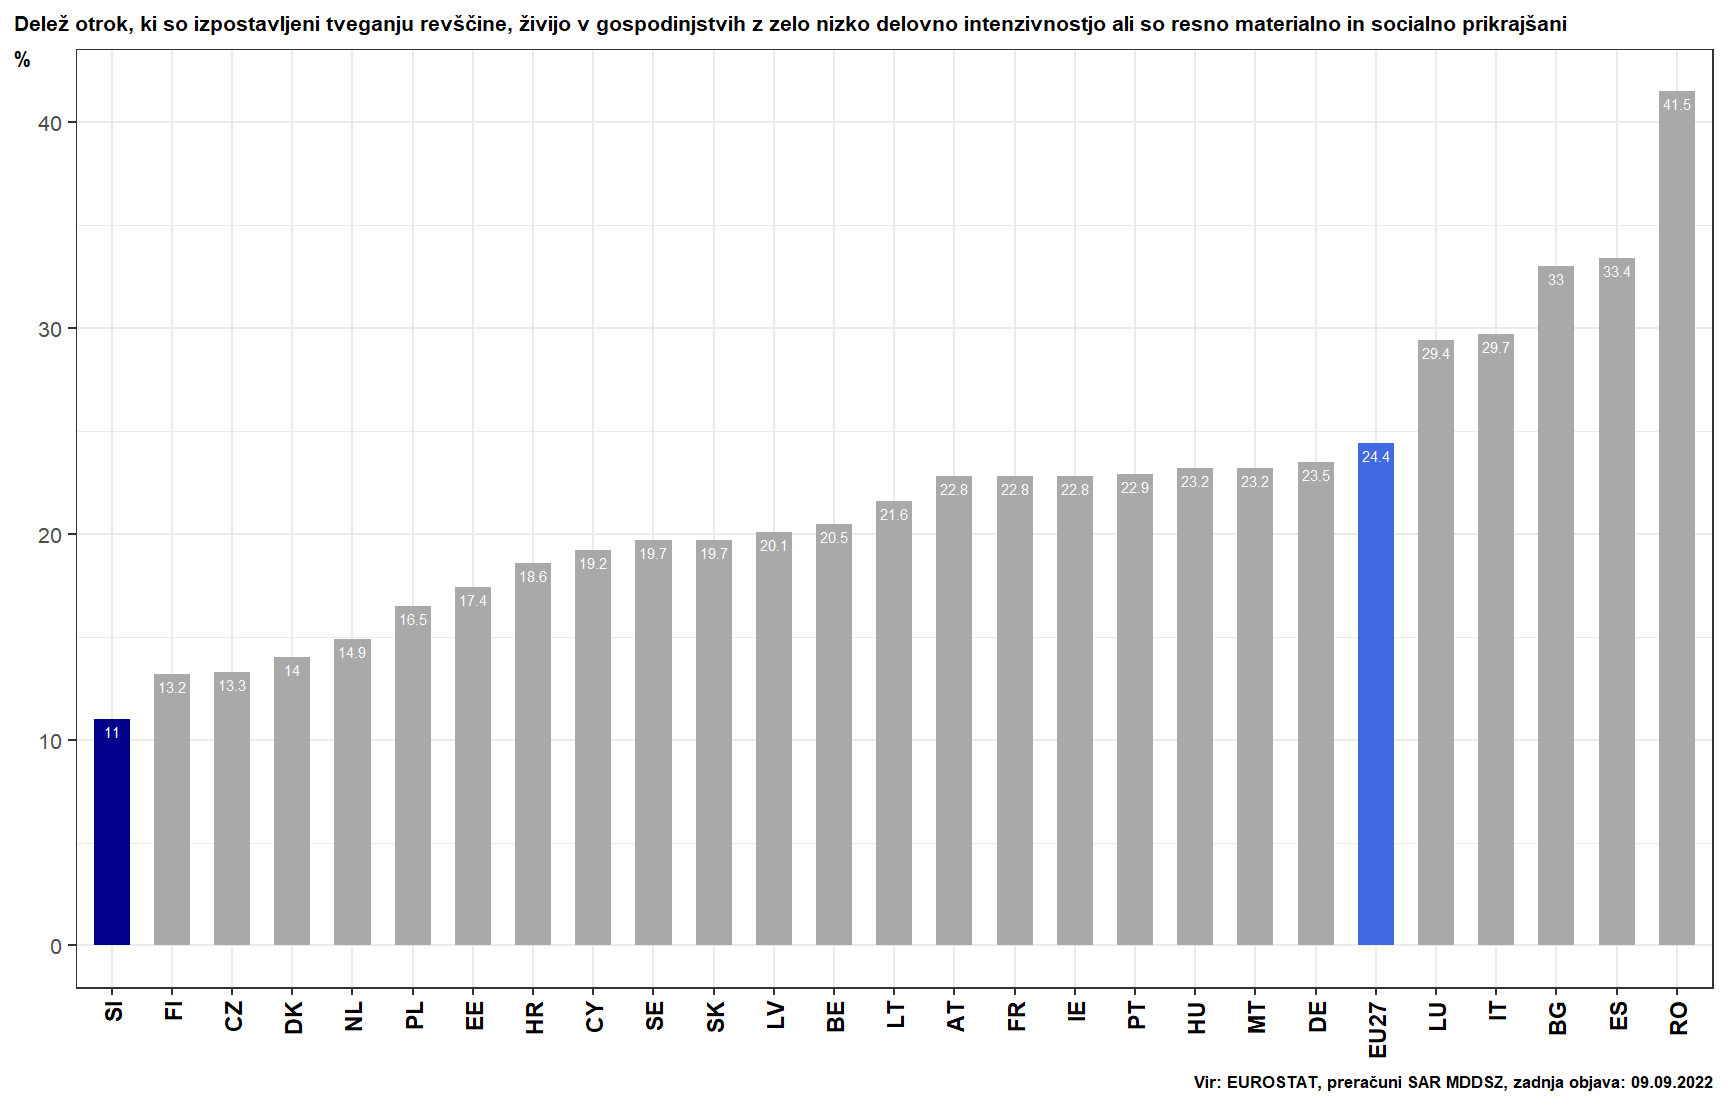 Delež otrok, ki so izpostavljeni tveganju revščine, živijo v gospodinjstvih z zelo nizko delovno intenzivnostjo ali so resno materialno in socialno prikrajšani
%
40
30
20
10
0
11
13.2
13.3
14
14.9
16.5
17.4
18.6
19.2
19.7
19.7
20.1
20.5
21.6
22.8
22.8
22.8
22.9
23.2
23.2
23.5
24.4
29.4
29.7
33
33.4
41.5
SI
FI
CZ
DK
NL
PL
EE
HR
CY
SE
SK
LV
BE
LT
AT
FR
IE
PT
HU
MT
DE
EU27
LU
IT
BG
ES
RO
Vir: EUROSTAT, preračuni SAR MDDSZ, zadnja objava: 09.09.2022